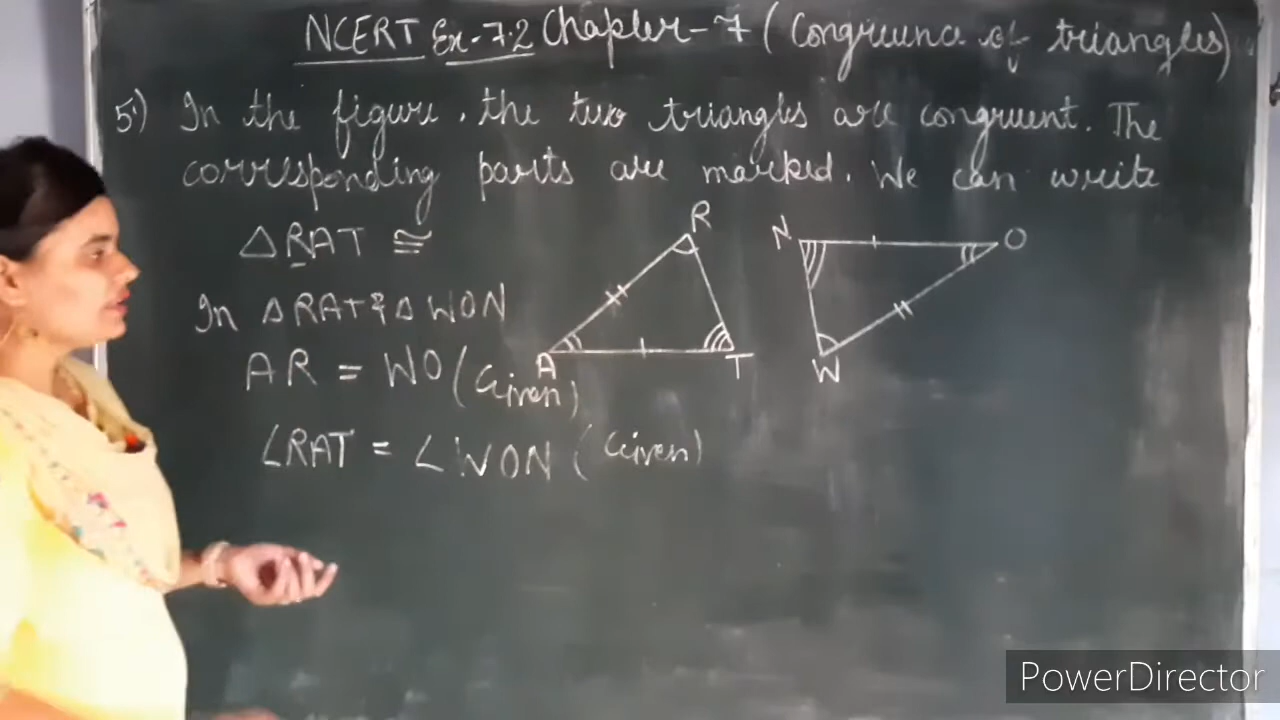 NCERT Ex-7.2 Chapter-7 (Congruence of triangles)
5) In the figure, the two triangles are congruent. The
corresponding parts are marked. We can write
△RAT ≅
In △RAT & △WON
AR = WO (Given)
∠RAT = ∠WON (Given)
R
A
T
N
O
W
PowerDirector